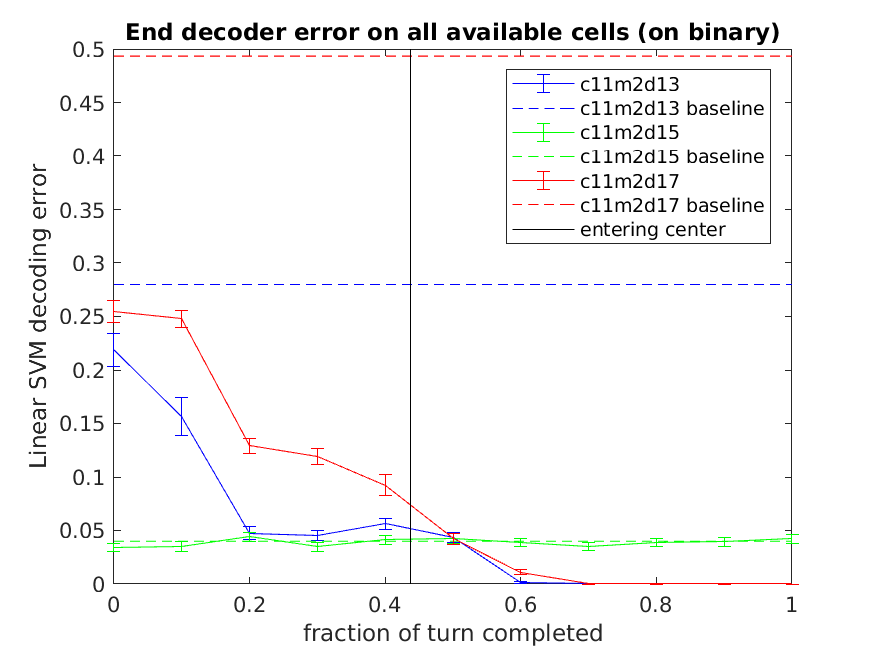 End decoder error on all available cells (on binary)
0.5
0.45
0.4
0.35
0.3
0.25
0.2
0.15
0.1
0.05
0
Linear SVM decoding error
c11m2d13
c11m2d13 baseline
c11m2d15
c11m2d15 baseline
c11m2d17
c11m2d17 baseline
entering center
0 0.2 0.4 0.6 0.8 1
fraction of turn completed